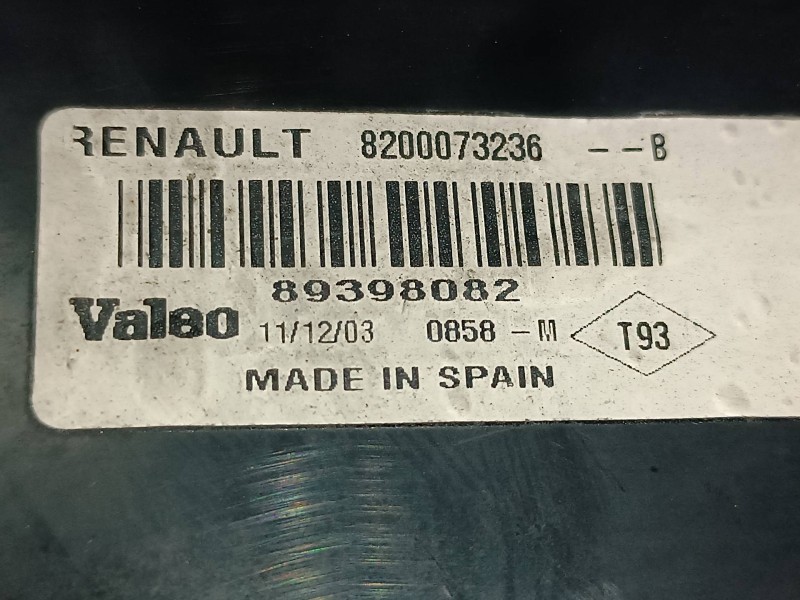 RENAULT 8200073236 --B
89398082
Valeo 11/12/03 0858-M T93
MADE IN SPAIN